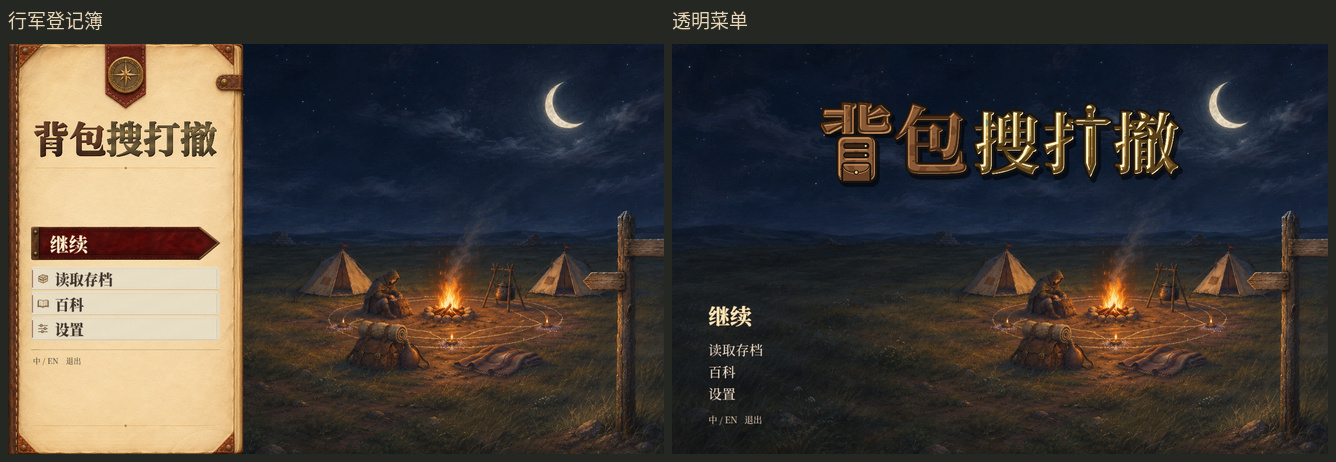 行军登记簿
背包搜打撤
继续
读取存档
百科
设置
中 / EN 退出
透明菜单
背包搜打撤
继续
读取存档
百科
设置
中 / EN 退出